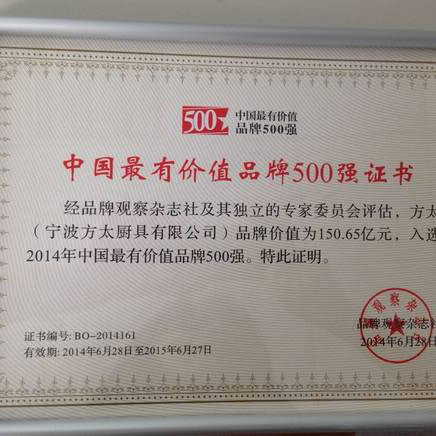 500
中国最有价值
品牌500强
中国最有价值品牌500强证书
经品牌观察杂志社及其独立的专家委员会评估，方太
（宁波方太厨具有限公司）品牌价值为150.65亿元，入选
2014年中国最有价值品牌500强。特此证明。
证书编号: BO-2014161
有效期: 2014年6月28日至2015年6月27日
品牌观察杂志社
2014年6月28日